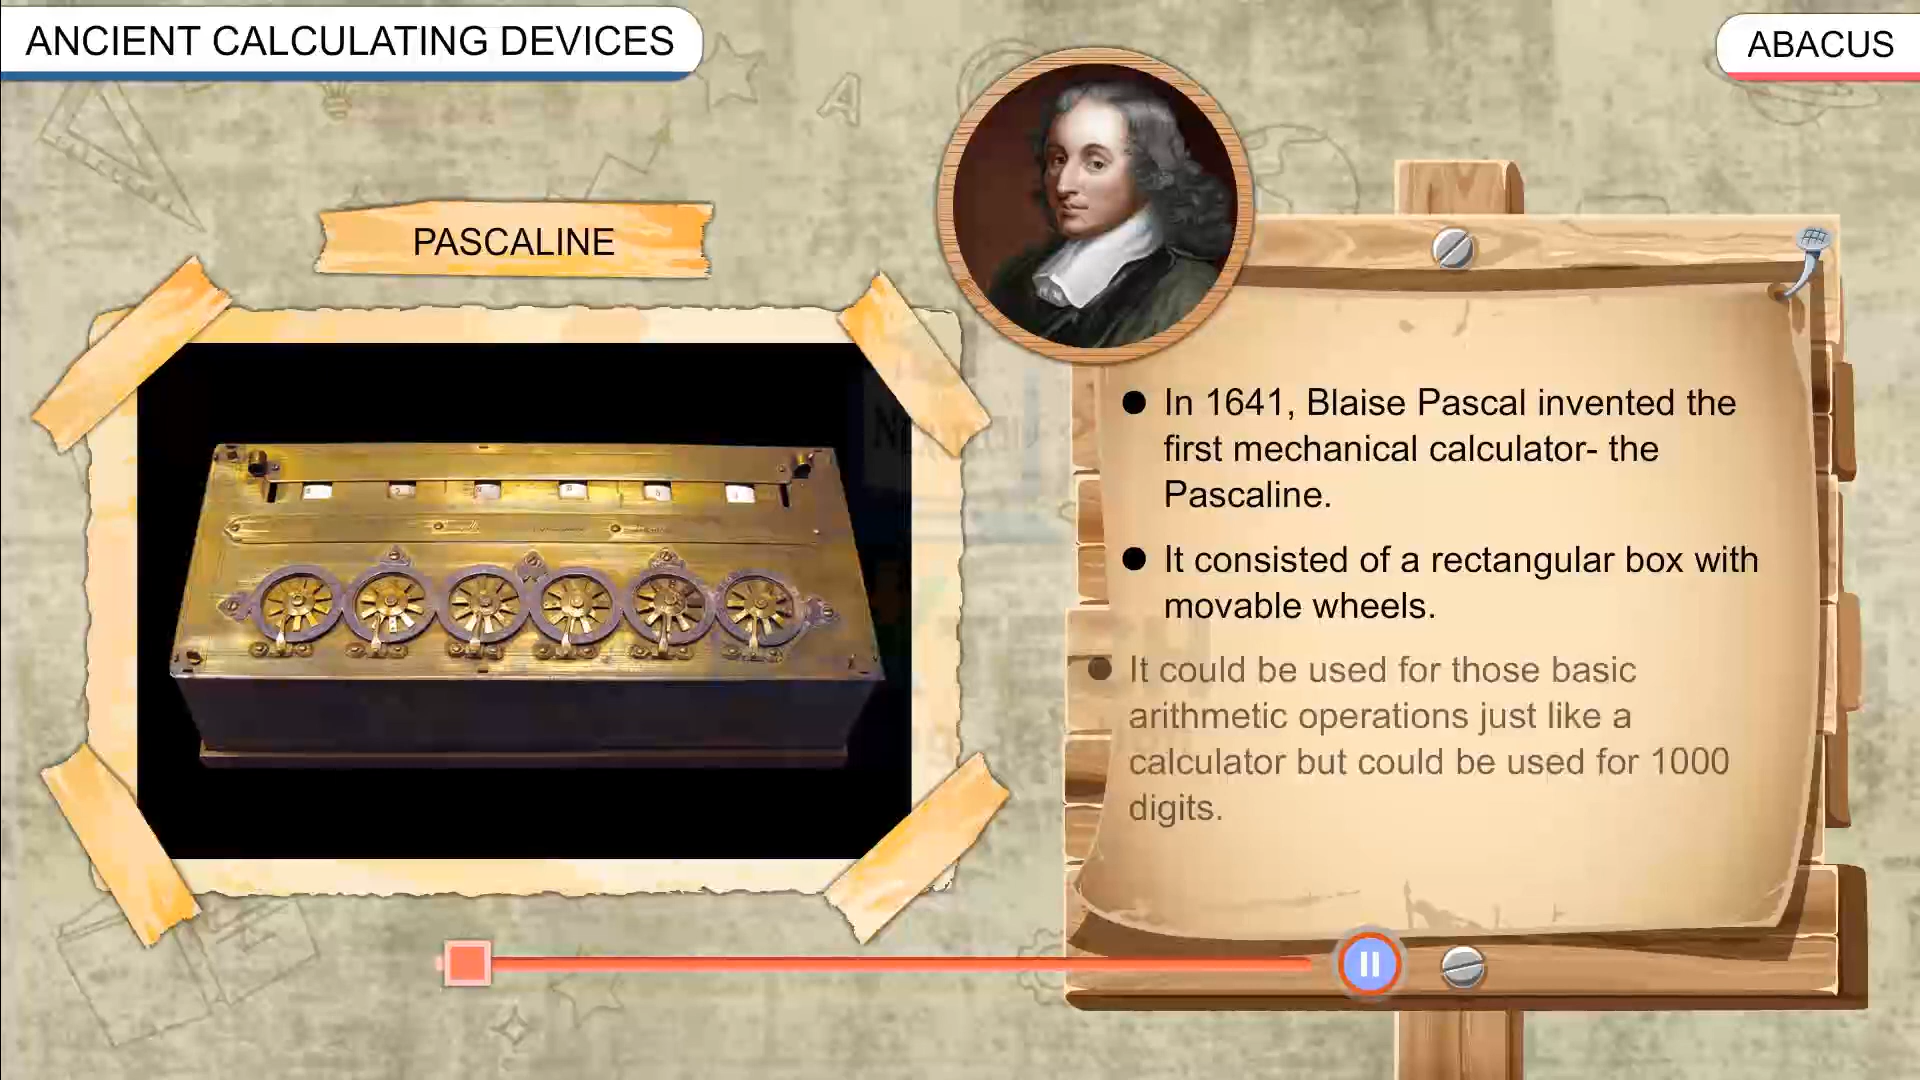 ANCIENT CALCULATING DEVICES
ABACUS
PASCALINE
● In 1641, Blaise Pascal invented the
first mechanical calculator- the
Pascaline.
● It consisted of a rectangular box with
movable wheels.
● It could be used for those basic
arithmetic operations just like a
calculator but could be used for 1000
digits.